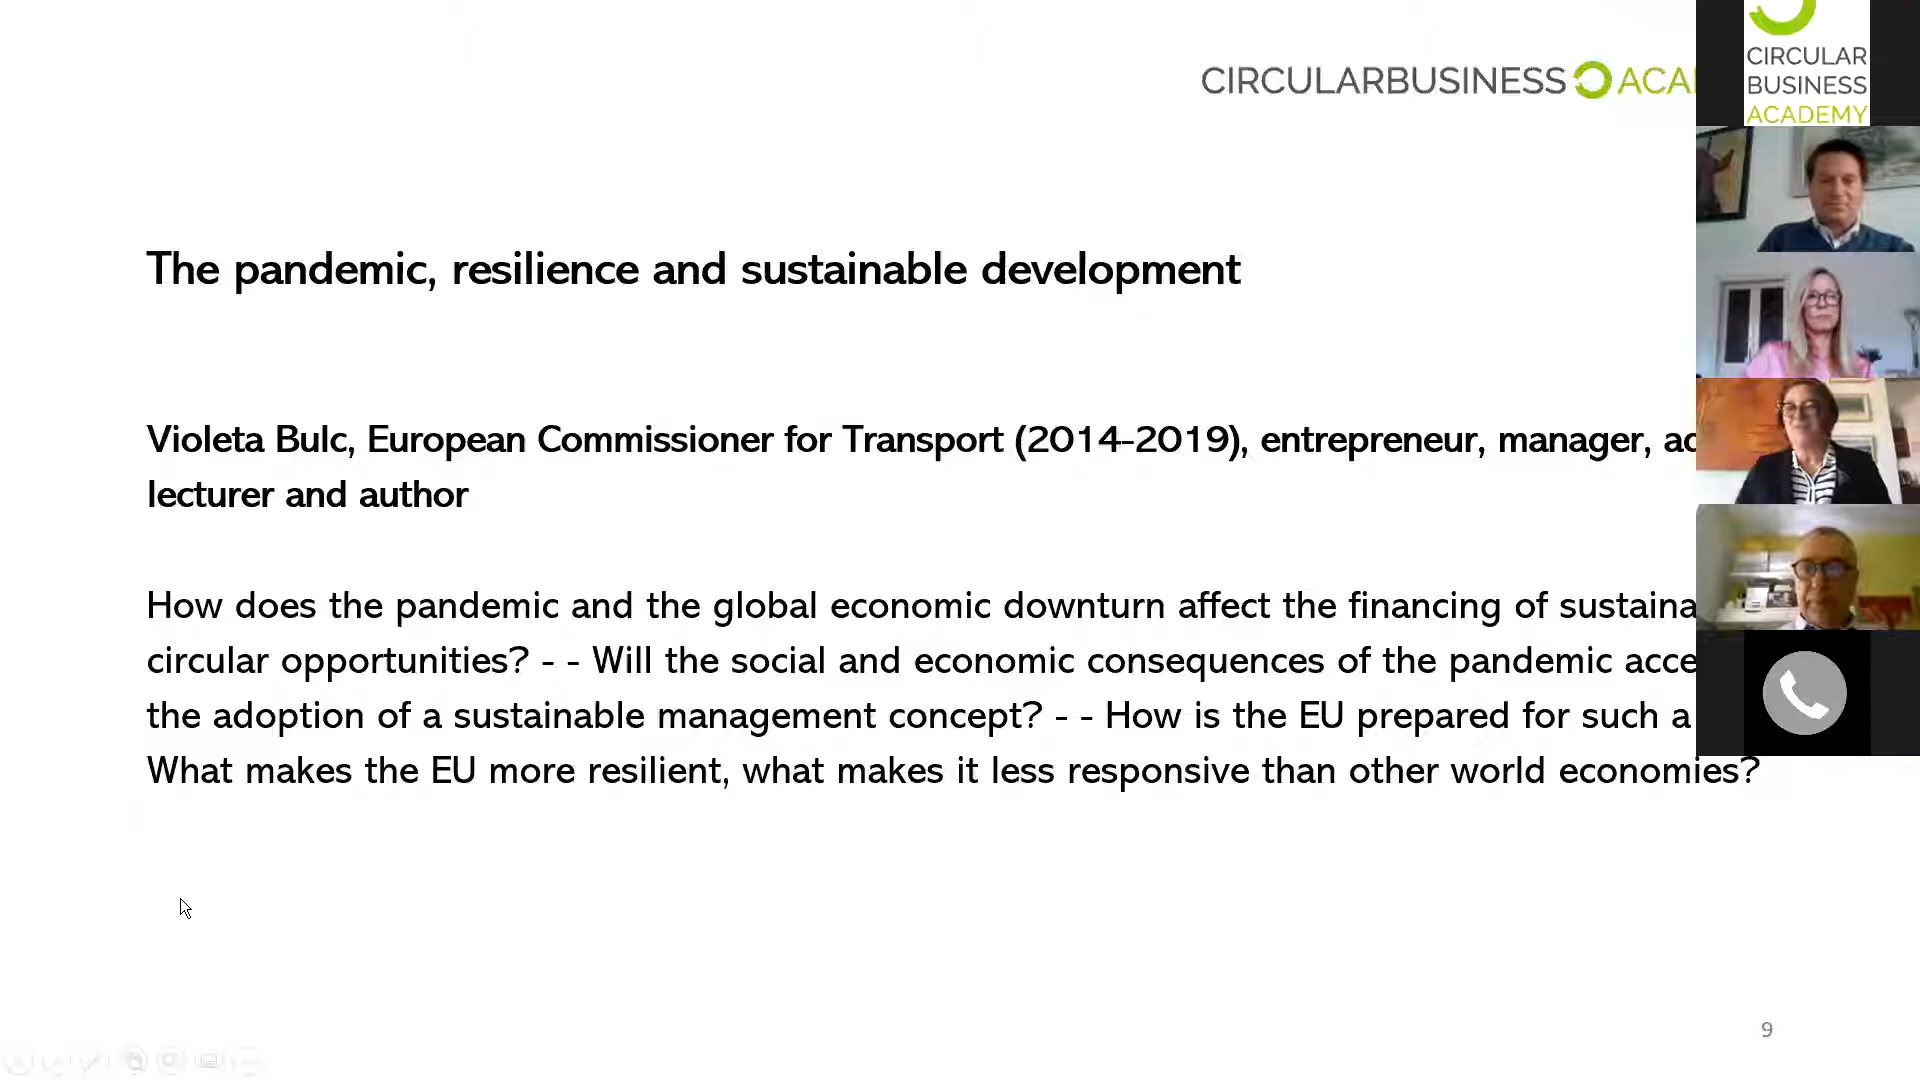 CIRCULARBUSINESS ACA
CIRCULAR
BUSINESS
ACADEMY
The pandemic, resilience and sustainable development
Violeta Bulc, European Commissioner for Transport (2014-2019), entrepreneur, manager,
lecturer and author
How does the pandemic and the global economic downturn affect the financing of
circular opportunities? - - Will the social and economic consequences of the pandemic
the adoption of a sustainable management concept? - - How is the EU prepared for such a
What makes the EU more resilient, what makes it less responsive than other world economies?
9